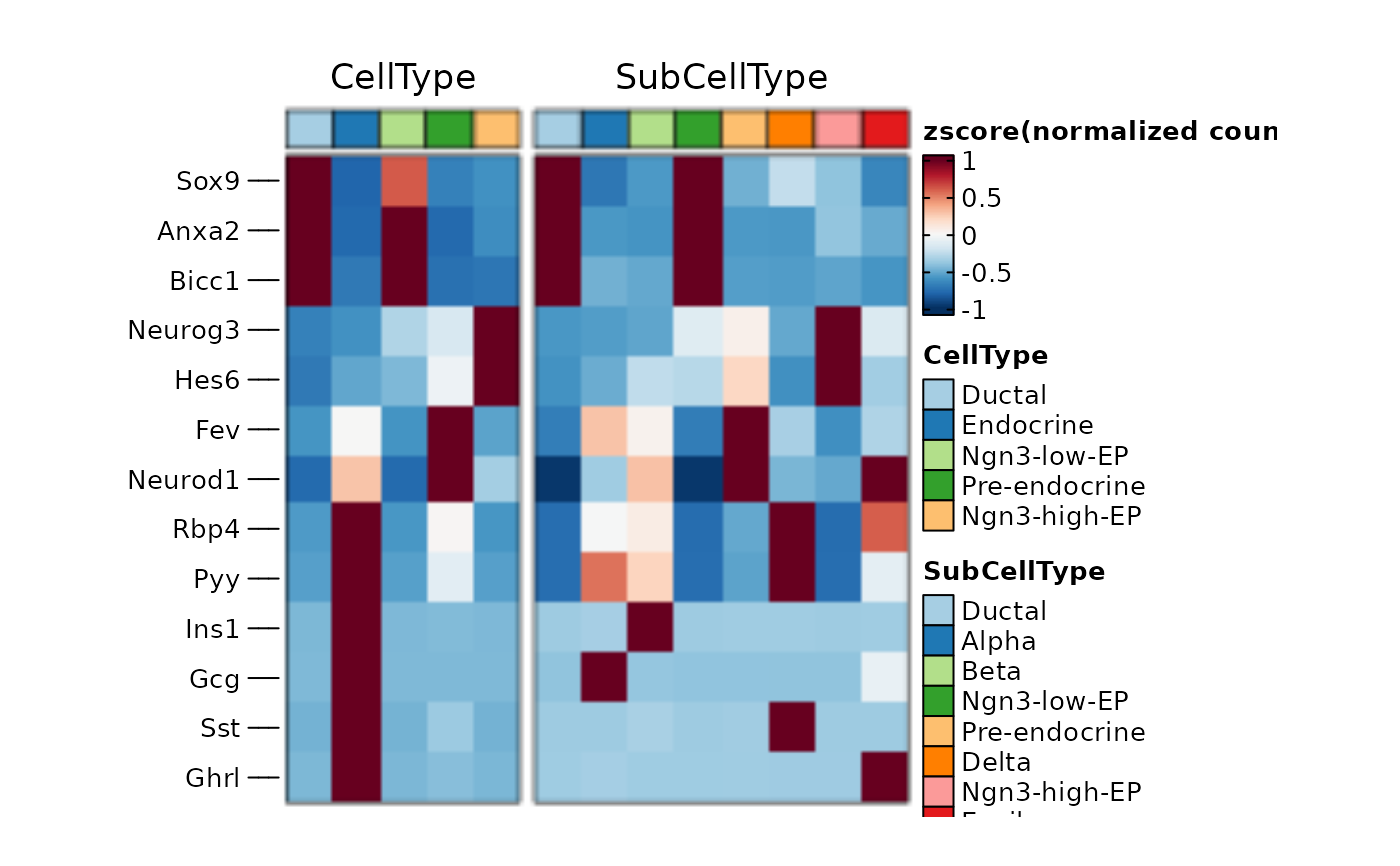 CellType SubCellType
zscore(normalized coun
1
0.5
0
-0.5
-1
Sox9
Anxa2
Bicc1
Neurog3
Hes6
Fev
Neurod1
Rbp4
Pyy
Ins1
Gcg
Sst
Ghrl
CellType
Ductal
Endocrine
Ngn3-low-EP
Pre-endocrine
Ngn3-high-EP
SubCellType
Ductal
Alpha
Beta
Ngn3-low-EP
Pre-endocrine
Delta
Ngn3-high-EP